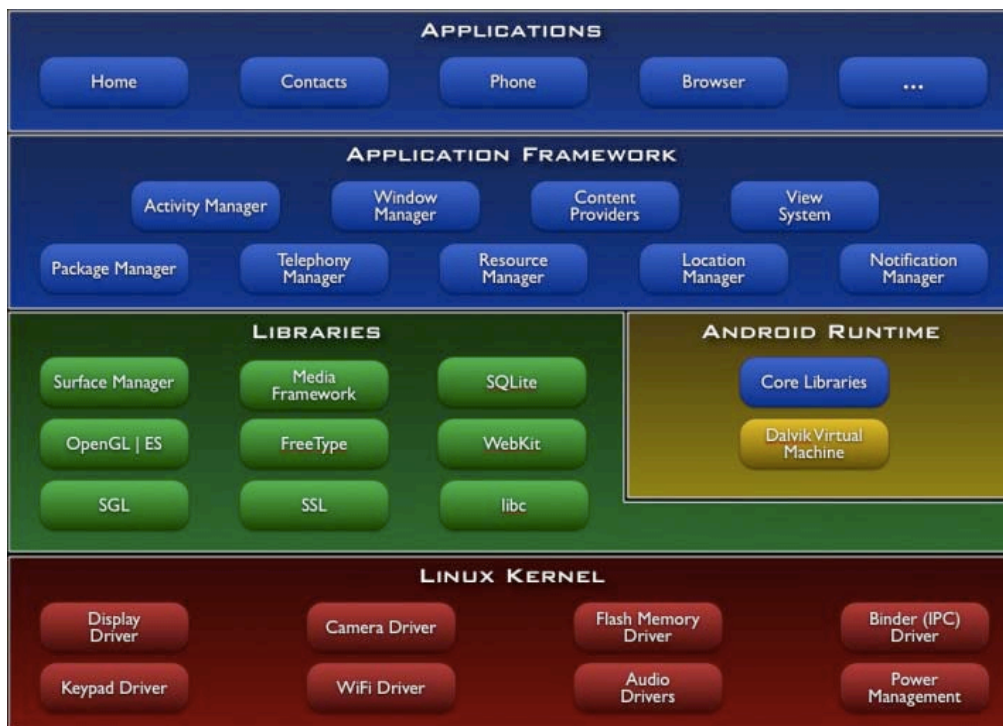 APPLICATIONS
Home Contacts Phone Browser ...
APPLICATION FRAMEWORK
Activity Manager
Window
Manager
Content
Providers
View
System
Package Manager
Telephony
Manager
Resource
Manager
Location
Manager
Notification
Manager
LIBRARIES
Surface Manager
Media
Framework
SQLite
OpenGL | ES
FreeType
WebKit
SGL
SSL
libc
ANDROID RUNTIME
Core Libraries
Dalvik Virtual
Machine
LINUX KERNEL
Display
Driver
Camera Driver
Flash Memory
Driver
Binder (IPC)
Driver
Keypad Driver
WiFi Driver
Audio
Drivers
Power
Management